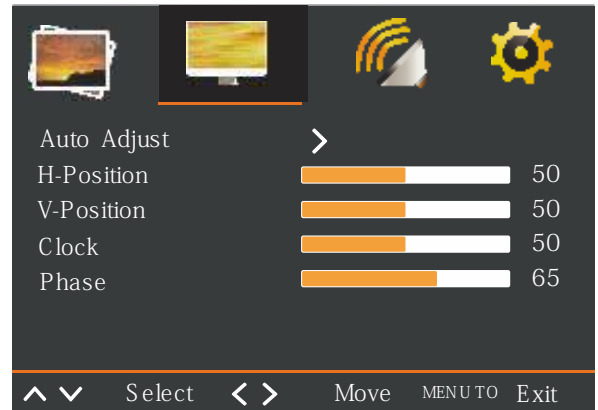 Auto Adjust
H-Position 50
V-Position 50
Clock 50
Phase 65
Select Move MENU TO Exit